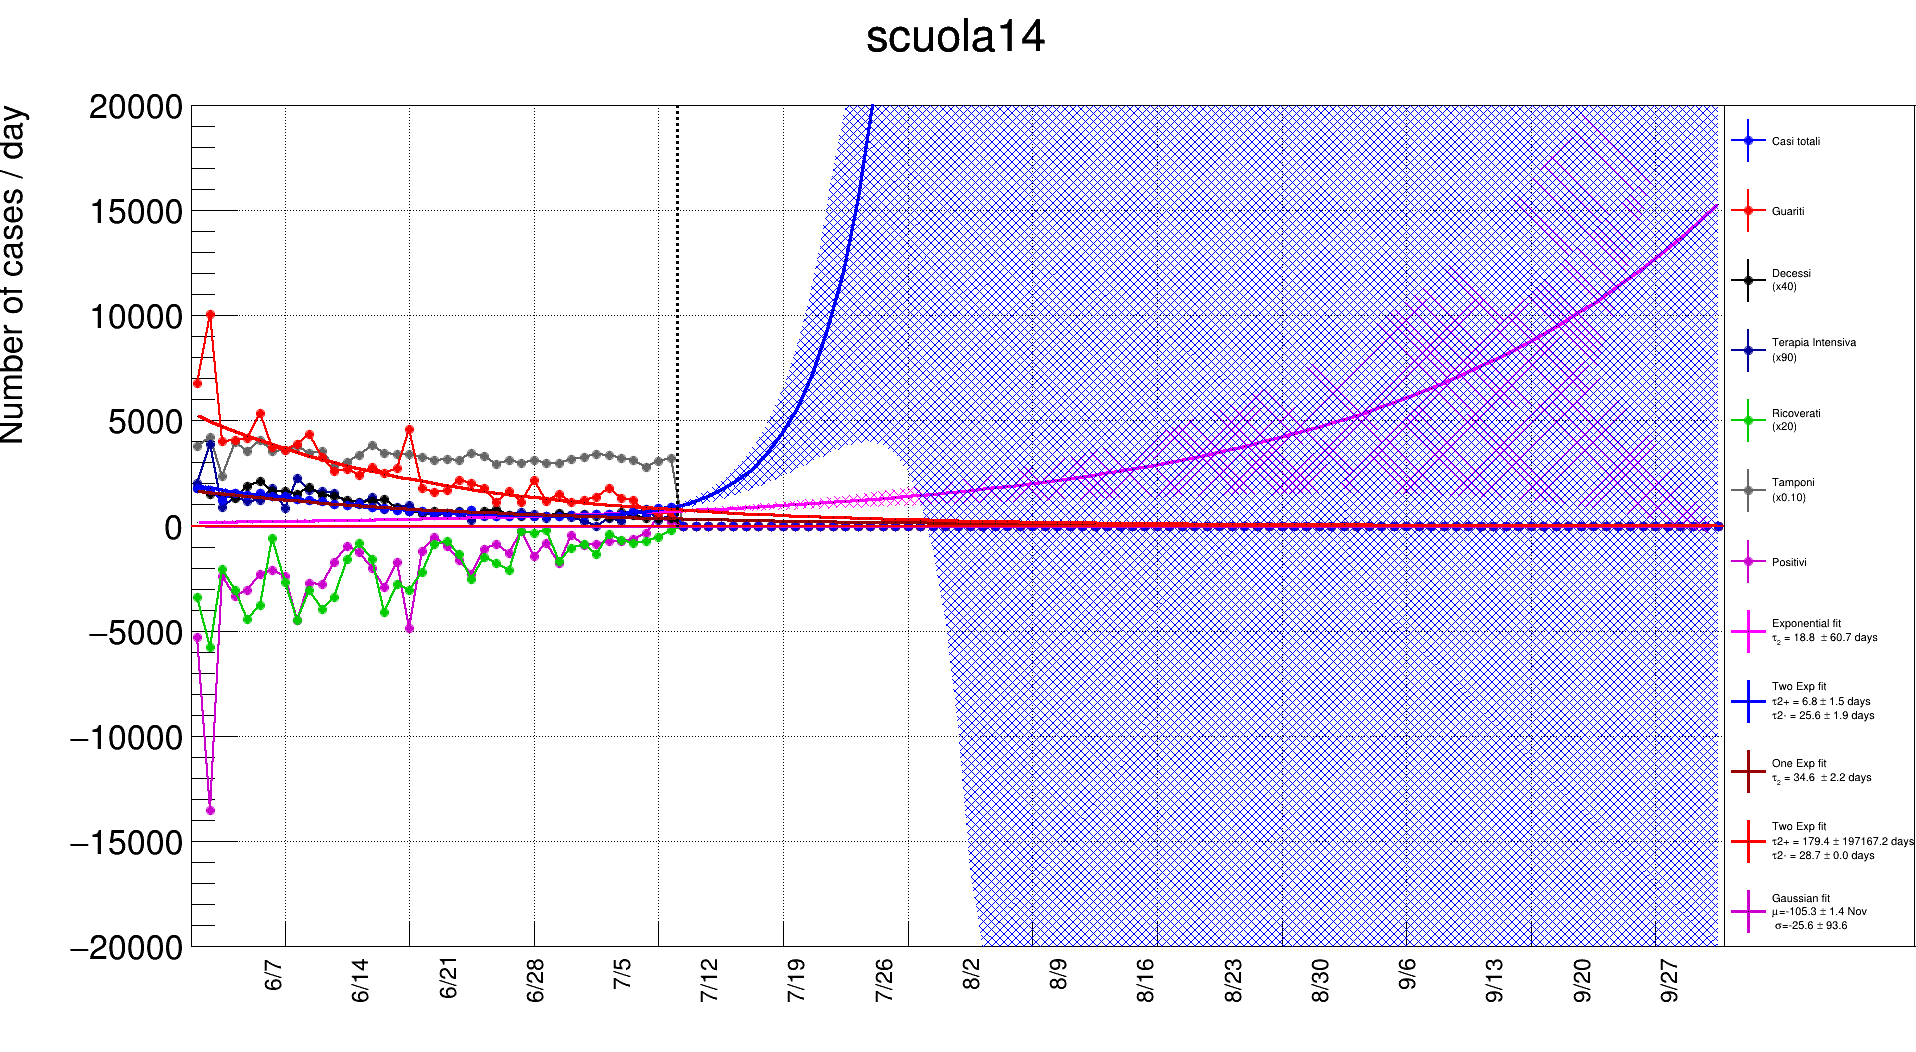 scuola14
Number of cases / day
20000
15000
10000
5000
0
−5000
−10000
−15000
−20000
6/7
6/14
6/21
6/28
7/5
7/12
7/19
7/26
8/2
8/9
8/16
8/23
8/30
9/6
9/13
9/20
9/27
Casi totali
Guariti
Decessi
(x40)
Terapia Intensiva
(x90)
Ricoverati
(x20)
Tamponi
(x0.10)
Positivi
Exponential fit
τ₂ = 18.8 ± 60.7 days
Two Exp fit
τ2+ = 6.8 ± 1.5 days
τ2- = 25.6 ± 1.9 days
One Exp fit
τ₂ = 34.6 ± 2.2 days
Two Exp fit
τ2+ = 179.4 ± 197167.2 days
τ2- = 28.7 ± 0.0 days
Gaussian fit
μ=-105.3 ± 1.4 Nov
σ=-25.6 ± 93.6